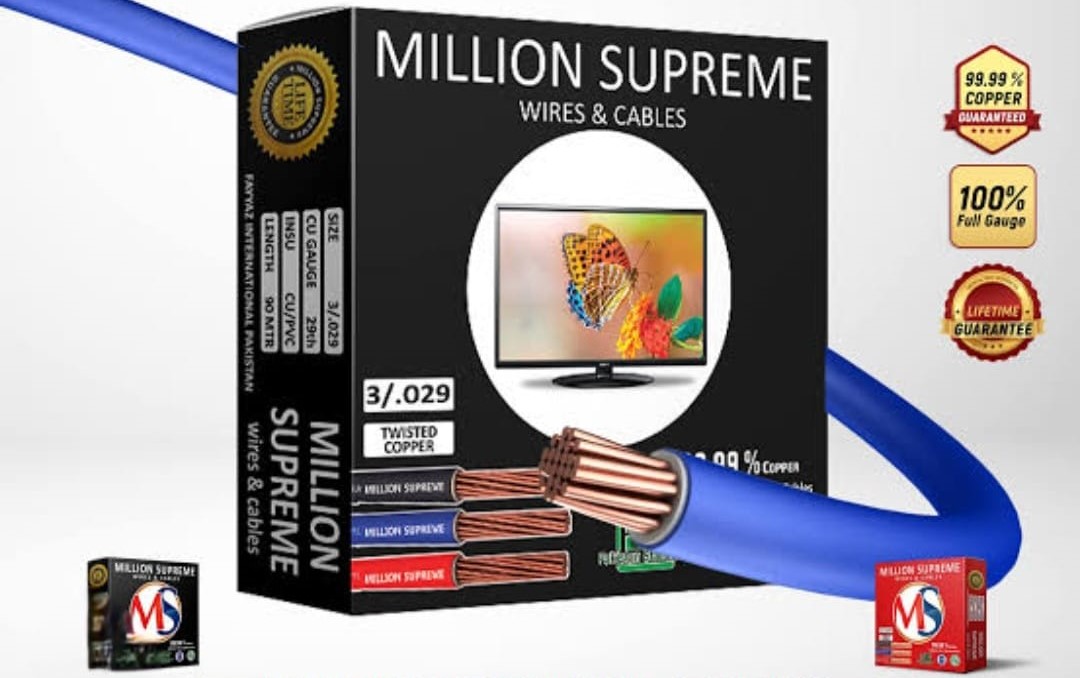 MILLION SUPREME
WIRES & CABLES
LIFE
TIME
FAYYAZ INTERNATIONAL PAKISTAN
SIZE 3/.029
CU GAUGE 29th
INSU CU/PVC
LENGTH 90 MTR
MILLION
SUPREME
wires & cables
3/.029
TWISTED
COPPER
MILLION SUPREME
MILLION SUPREME
MILLION SUPREME
% COPPER
99.99 %
COPPER
GUARANTEED
100%
Full Gauge
LIFETIME
GUARANTEE
MILLION SUPREME
WIRES & CABLES
MS
MILLION SUPREME
WIRES & CABLES
MS